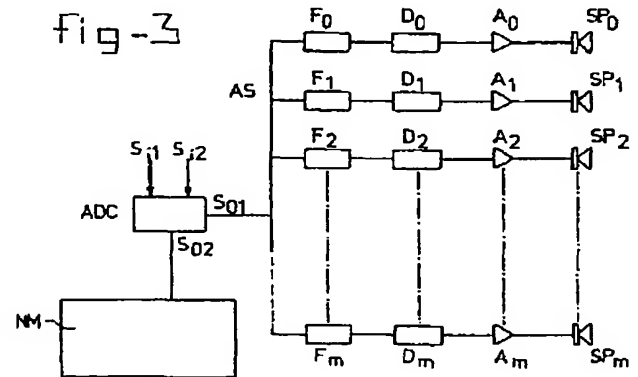 fig-3
F0 D0 A0 SP0
AS
F1 D1 A1 SP1
F2 D2 A2 SP2
Si1 Si2
ADC
S01
S02
NM
Fm Dm Am SPm